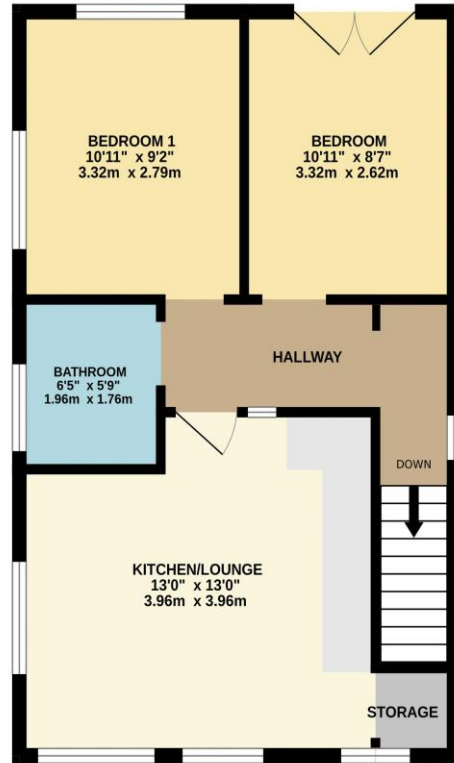 BEDROOM 1
10'11" x 9'2"
3.32m x 2.79m
BEDROOM
10'11" x 8'7"
3.32m x 2.62m
BATHROOM
6'5" x 5'9"
1.96m x 1.76m
HALLWAY
DOWN
KITCHEN/LOUNGE
13'0" x 13'0"
3.96m x 3.96m
STORAGE